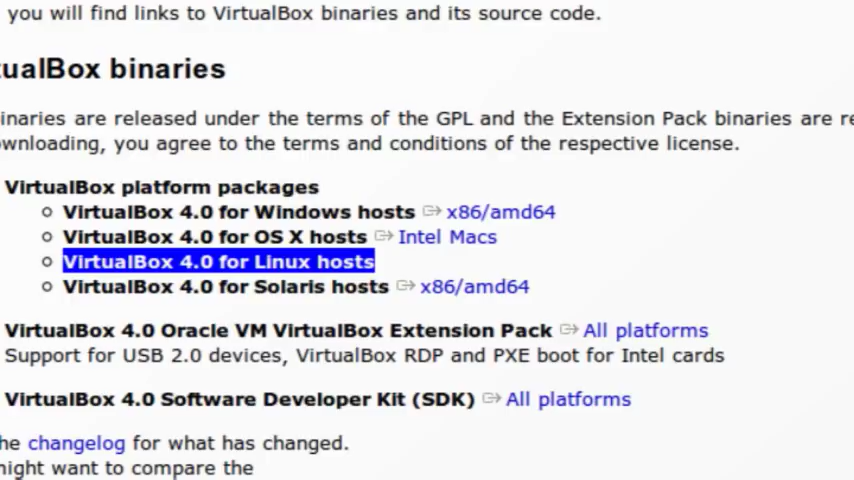 you will find links to VirtualBox binaries and its source code.
tualBox binaries
inaries are released under the terms of the GPL and the Extension Pack binaries are re
ownloading, you agree to the terms and conditions of the respective license.
VirtualBox platform packages
VirtualBox 4.0 for Windows hosts x86/amd64
VirtualBox 4.0 for OS X hosts Intel Macs
VirtualBox 4.0 for Linux hosts
VirtualBox 4.0 for Solaris hosts x86/amd64
VirtualBox 4.0 Oracle VM VirtualBox Extension Pack All platforms
Support for USB 2.0 devices, VirtualBox RDP and PXE boot for Intel cards
VirtualBox 4.0 Software Developer Kit (SDK) All platforms
he changelog for what has changed.
night want to compare the